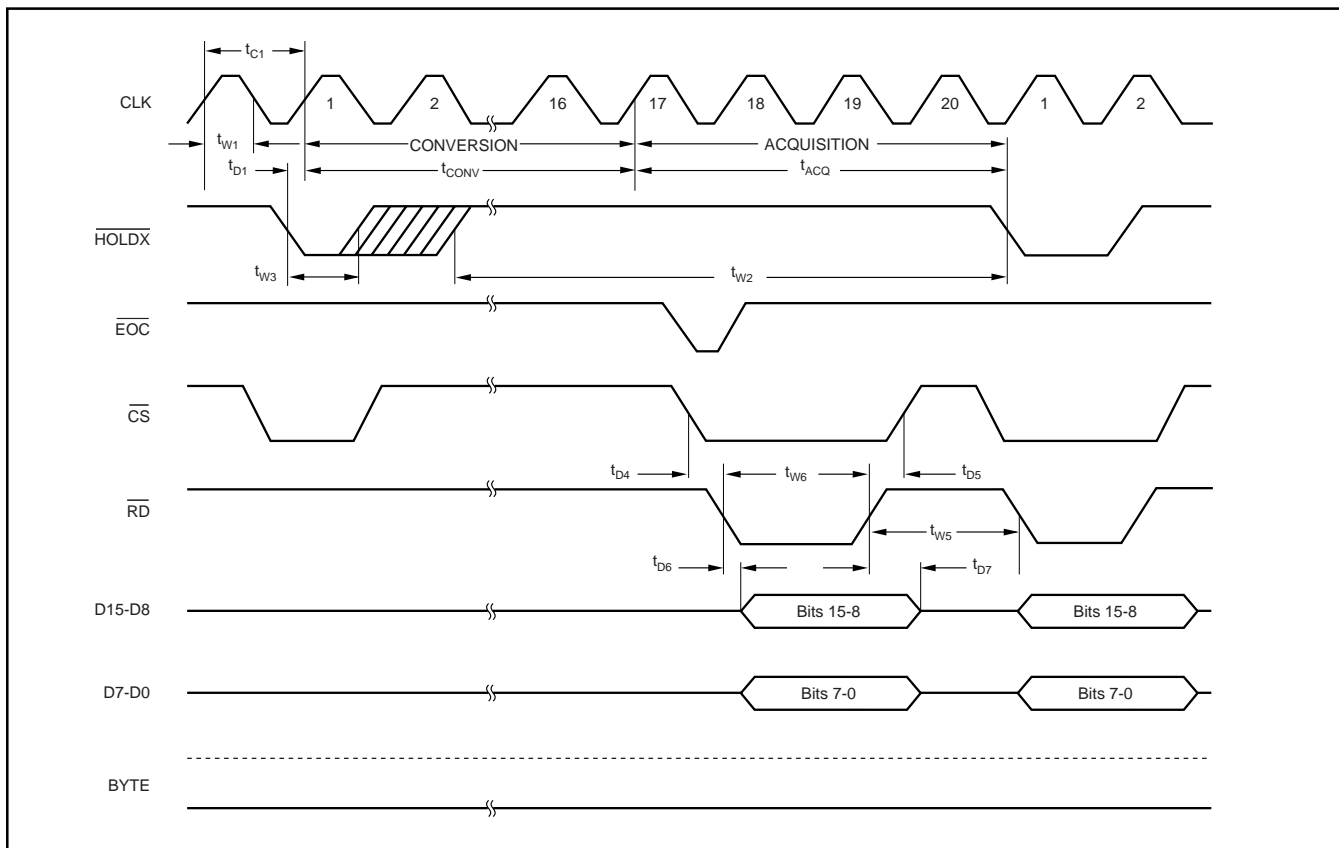 tC1
CLK
1 2 16 17 18 19 20 1 2
tW1
CONVERSION
ACQUISITION
tD1
tCONV
tACQ
HOLDX
tW3
tW2
EOC
CS
tD4
tW6
tD5
RD
tW5
tD6
tD7
D15-D8
Bits 15-8
Bits 15-8
D7-D0
Bits 7-0
Bits 7-0
BYTE